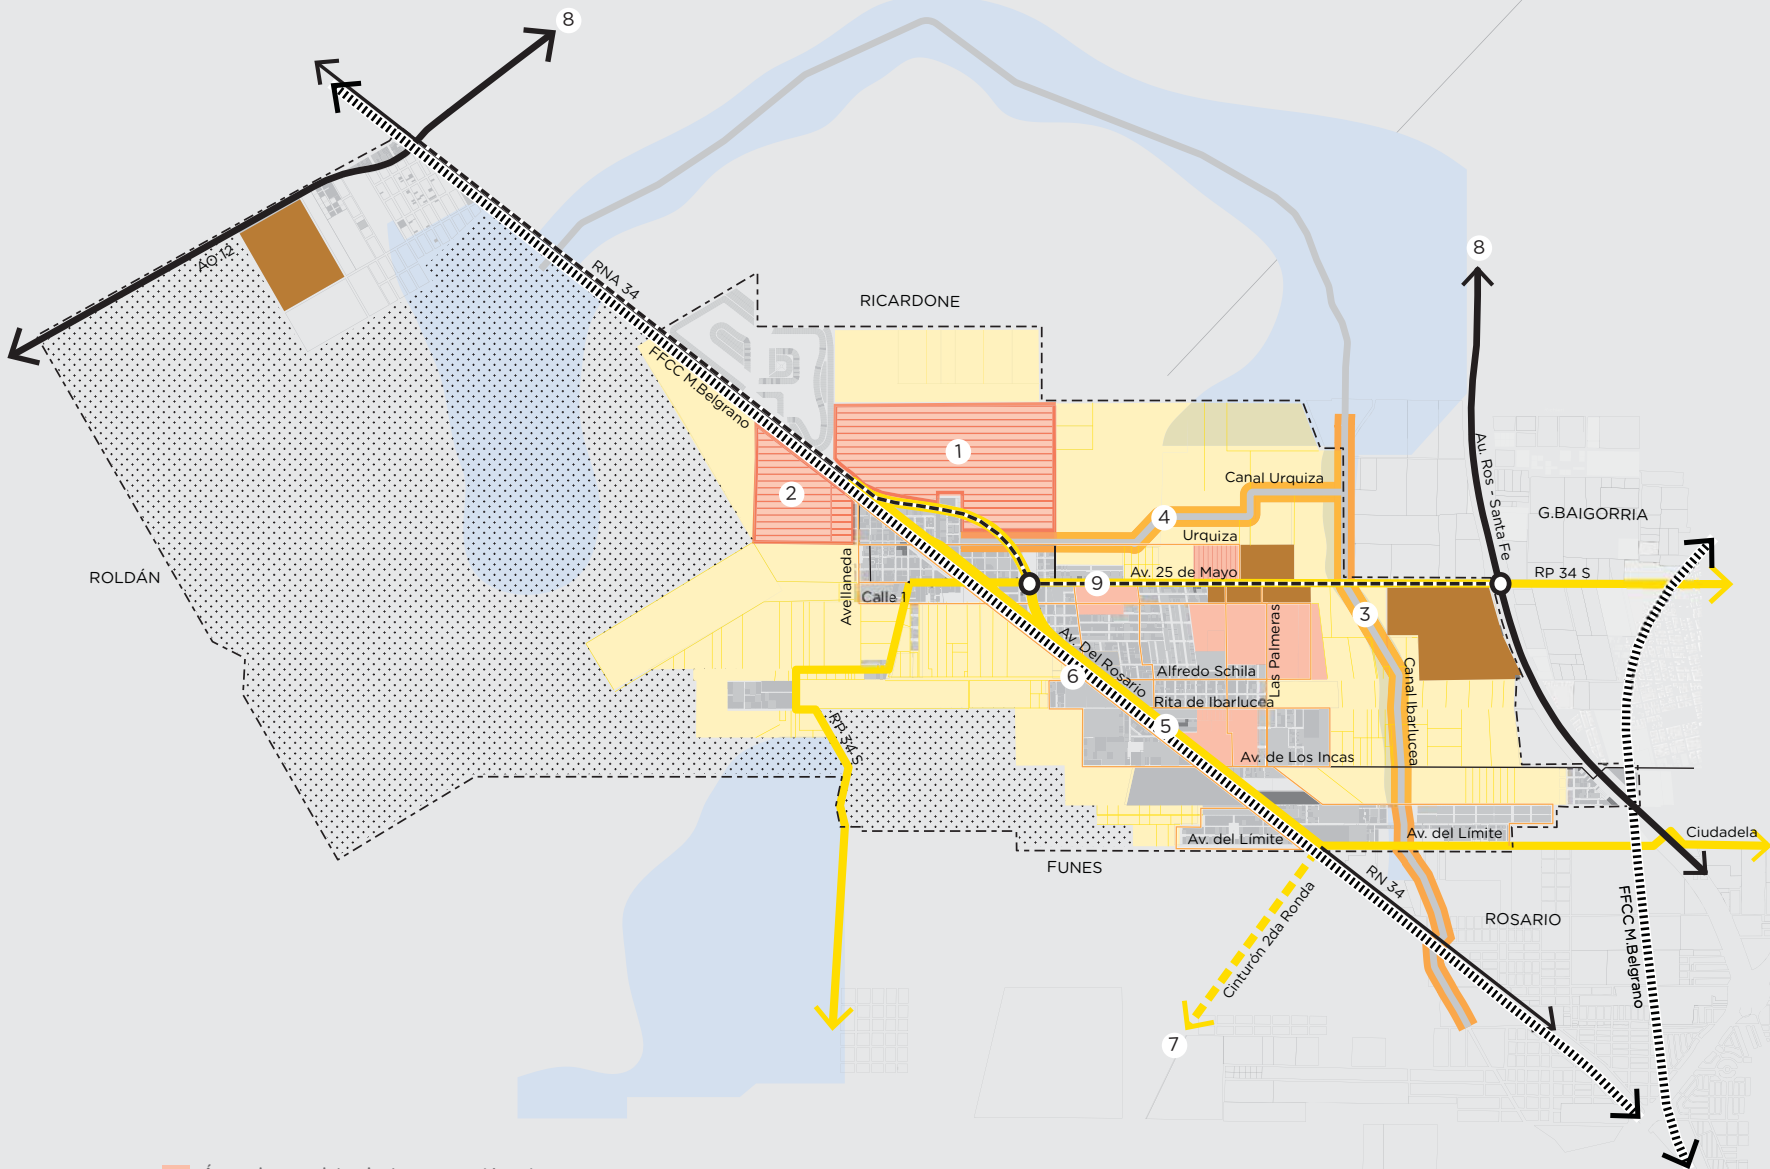 8
AO 12
RNA 34
FFCC M.Belgrano
RICARDONE
8
1
2
Canal Urquiza
4
Urquiza
Au. Ros - Santa Fe
G.BAIGORRIA
ROLDÁN
Avellaneda
Calle 1
Av. 25 de Mayo
9
RP 34 S
3
Av. Del Rosario
6
Alfredo Schila
Las Palmeras
Rita de Ibarlucea
Canal Ibarlucea
5
RP 34 S
Av. de Los Incas
Av. del Límite
Av. del Límite
Ciudadela
FUNES
RN 34
ROSARIO
Cinturón 2da Ronda
FFCC M.Belgrano
7